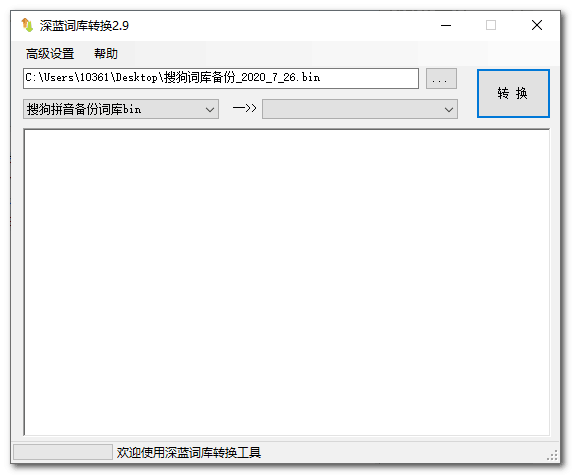 深蓝词库转换2.9
高级设置 帮助
C:\Users\10361\Desktop\搜狗词库备份_2020_7_26.bin ... 转 换
搜狗拼音备份词库bin —>>
欢迎使用深蓝词库转换工具